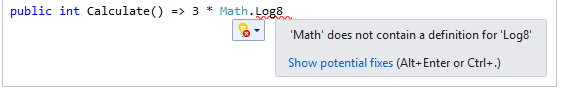 public int Calculate() => 3 * Math.Log8
'Math' does not contain a definition for 'Log8'
Show potential fixes (Alt+Enter or Ctrl+.)